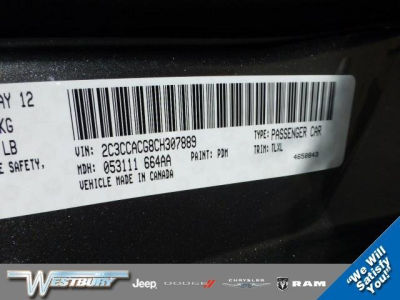 AY 12
KG
LB
E SAFETY,
VIN: 2C3CCACG8CH307889
TYPE: PASSENGER CAR
MDH: 053111 664AA
PAINT: PDM
TRIM: TLXL
VEHICLE MADE IN CANADA
4650843
WESTBURY
Jeep
DODGE
CHRYSLER
RAM
"We Will
Satisfy
You!"